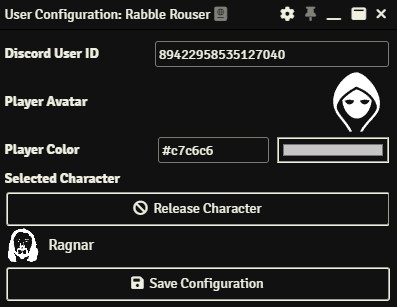 User Configuration: Rabble Rouser
Discord User ID
89422958535127040
Player Avatar
Player Color
#c7c6c6
Selected Character
Release Character
Ragnar
Save Configuration